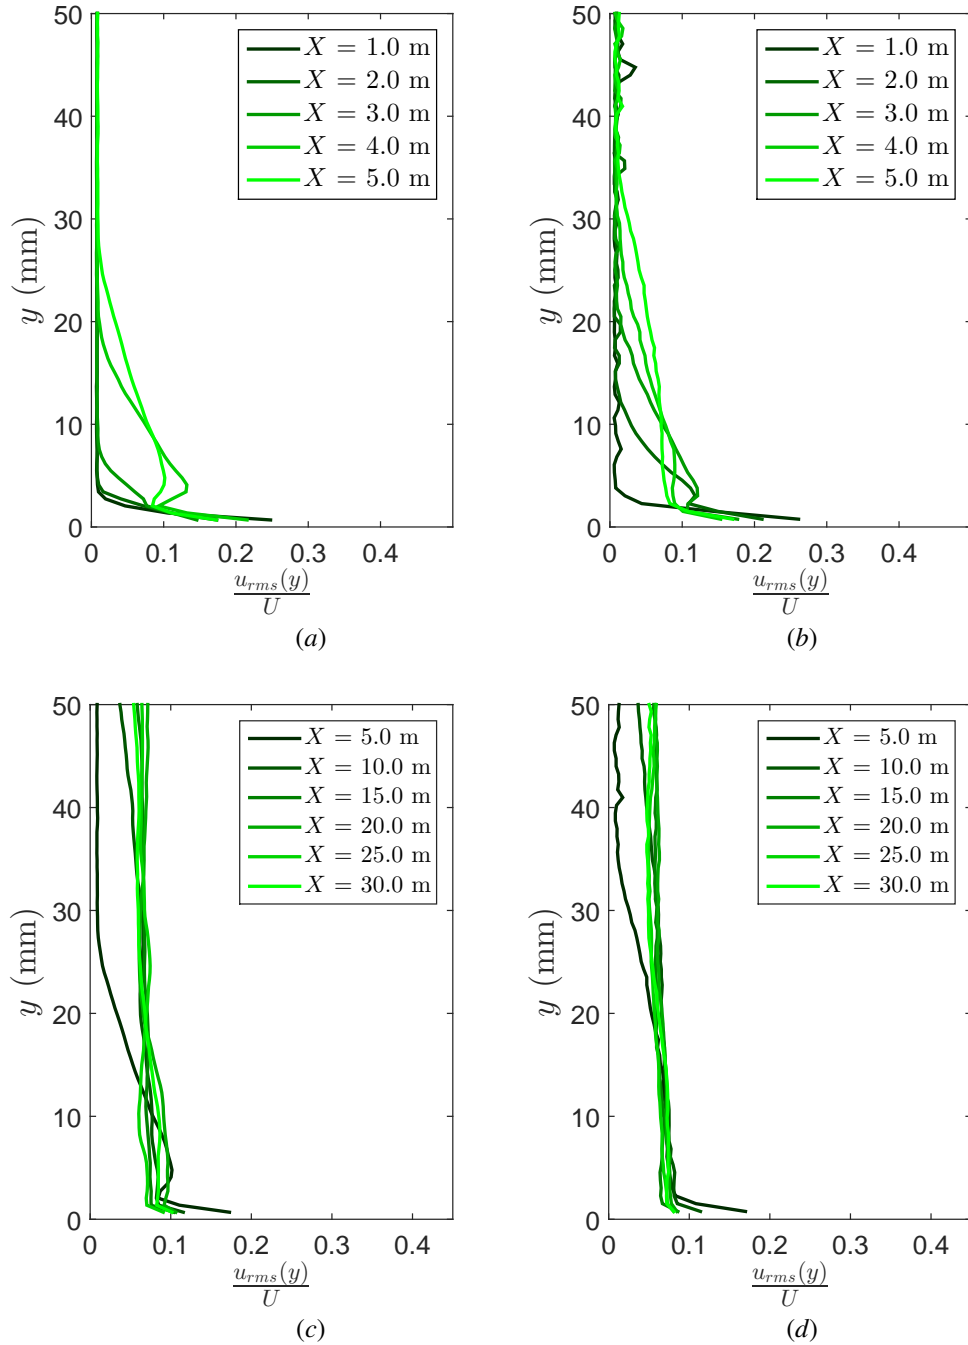 50
40
30
20
10
0
y (mm)
X = 1.0 m
X = 2.0 m
X = 3.0 m
X = 4.0 m
X = 5.0 m
0 0.1 0.2 0.3 0.4
u_rms(y)
U
(a)
50
40
30
20
10
0
y (mm)
X = 1.0 m
X = 2.0 m
X = 3.0 m
X = 4.0 m
X = 5.0 m
0 0.1 0.2 0.3 0.4
u_rms(y)
U
(b)
50
40
30
20
10
0
y (mm)
X = 5.0 m
X = 10.0 m
X = 15.0 m
X = 20.0 m
X = 25.0 m
X = 30.0 m
0 0.1 0.2 0.3 0.4
u_rms(y)
U
(c)
50
40
30
20
10
0
y (mm)
X = 5.0 m
X = 10.0 m
X = 15.0 m
X = 20.0 m
X = 25.0 m
X = 30.0 m
0 0.1 0.2 0.3 0.4
u_rms(y)
U
(d)